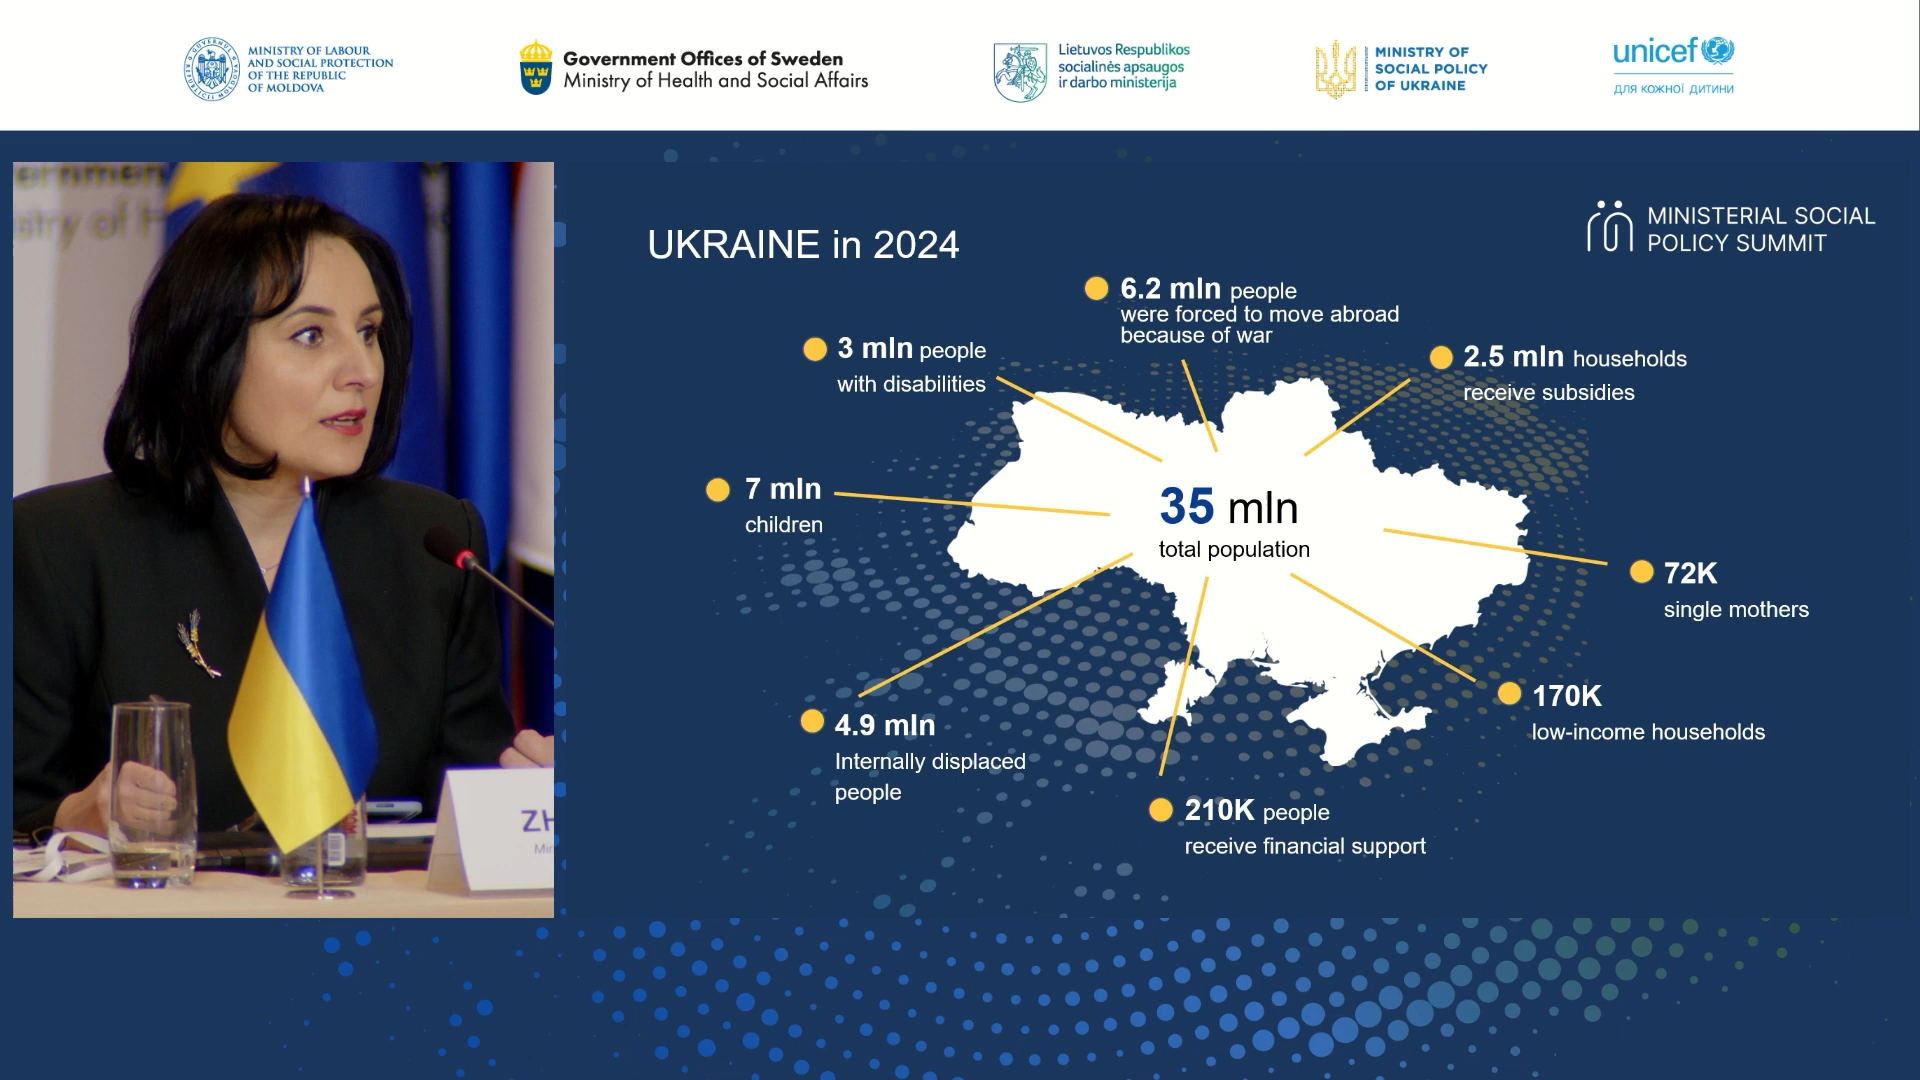 MINISTRY OF LABOUR
AND SOCIAL PROTECTION
OF THE REPUBLIC
OF MOLDOVA
Government Offices of Sweden
Ministry of Health and Social Affairs
Lietuvos Respublikos
socialinės apsaugos
ir darbo ministerija
MINISTRY OF
SOCIAL POLICY
OF UKRAINE
unicef
ДЛЯ КОЖНОЇ ДИТИНИ
MINISTERIAL SOCIAL
POLICY SUMMIT
UKRAINE in 2024
6.2 mln people
were forced to move abroad
because of war
3 mln people
with disabilities
2.5 mln households
receive subsidies
7 mln
children
35 mln
total population
72K
single mothers
170K
low-income households
4.9 mln
Internally displaced
people
210K people
receive financial support
ZH